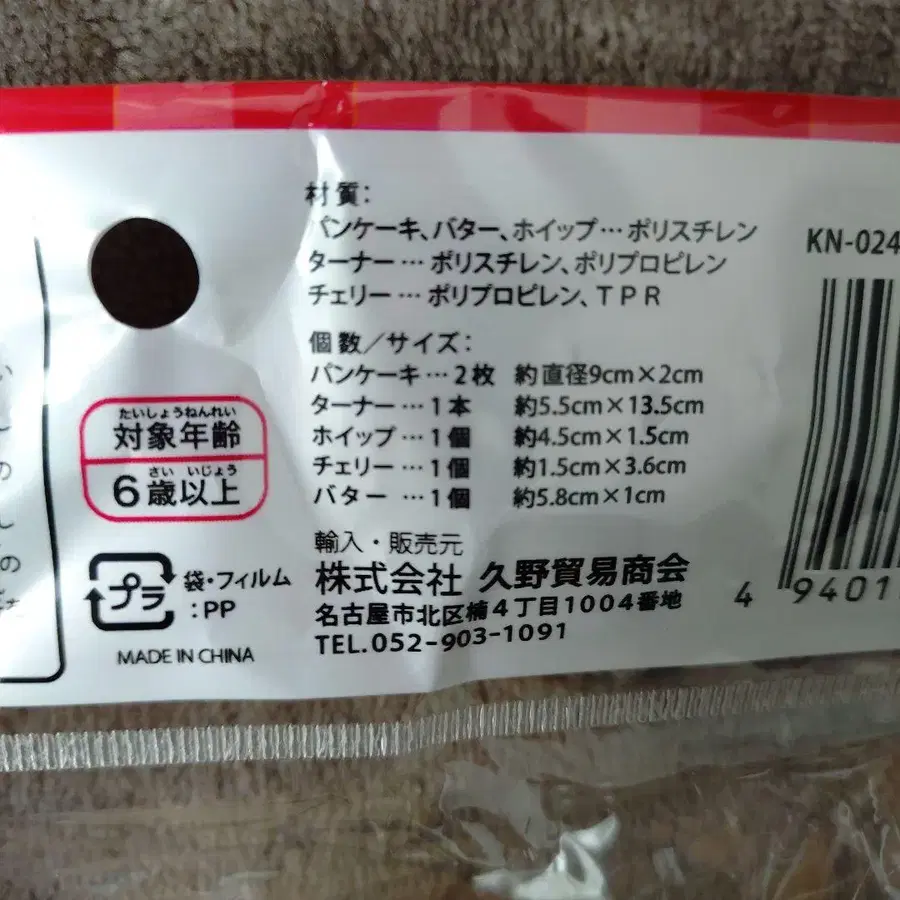 材質:
パンケーキ、バター、ホイップ…ポリスチレン
ターナー…ポリスチレン、ポリプロピレン
チェリー…ポリプロピレン、TPR
KN-024
個数/サイズ:
パンケーキ…2枚 約直径9cm×2cm
ターナー…1本 約5.5cm×13.5cm
ホイップ…1個 約4.5cm×1.5cm
チェリー…1個 約1.5cm×3.6cm
バター…1個 約5.8cm×1cm
たいしょうねんれい
対象年齢
さい いじょう
6歳以上
輸入・販売元
株式会社 久野貿易商会
名古屋市北区楠4丁目1004番地
TEL.052-903-1091
プラ
袋・フィルム
:PP
MADE IN CHINA
4 9401